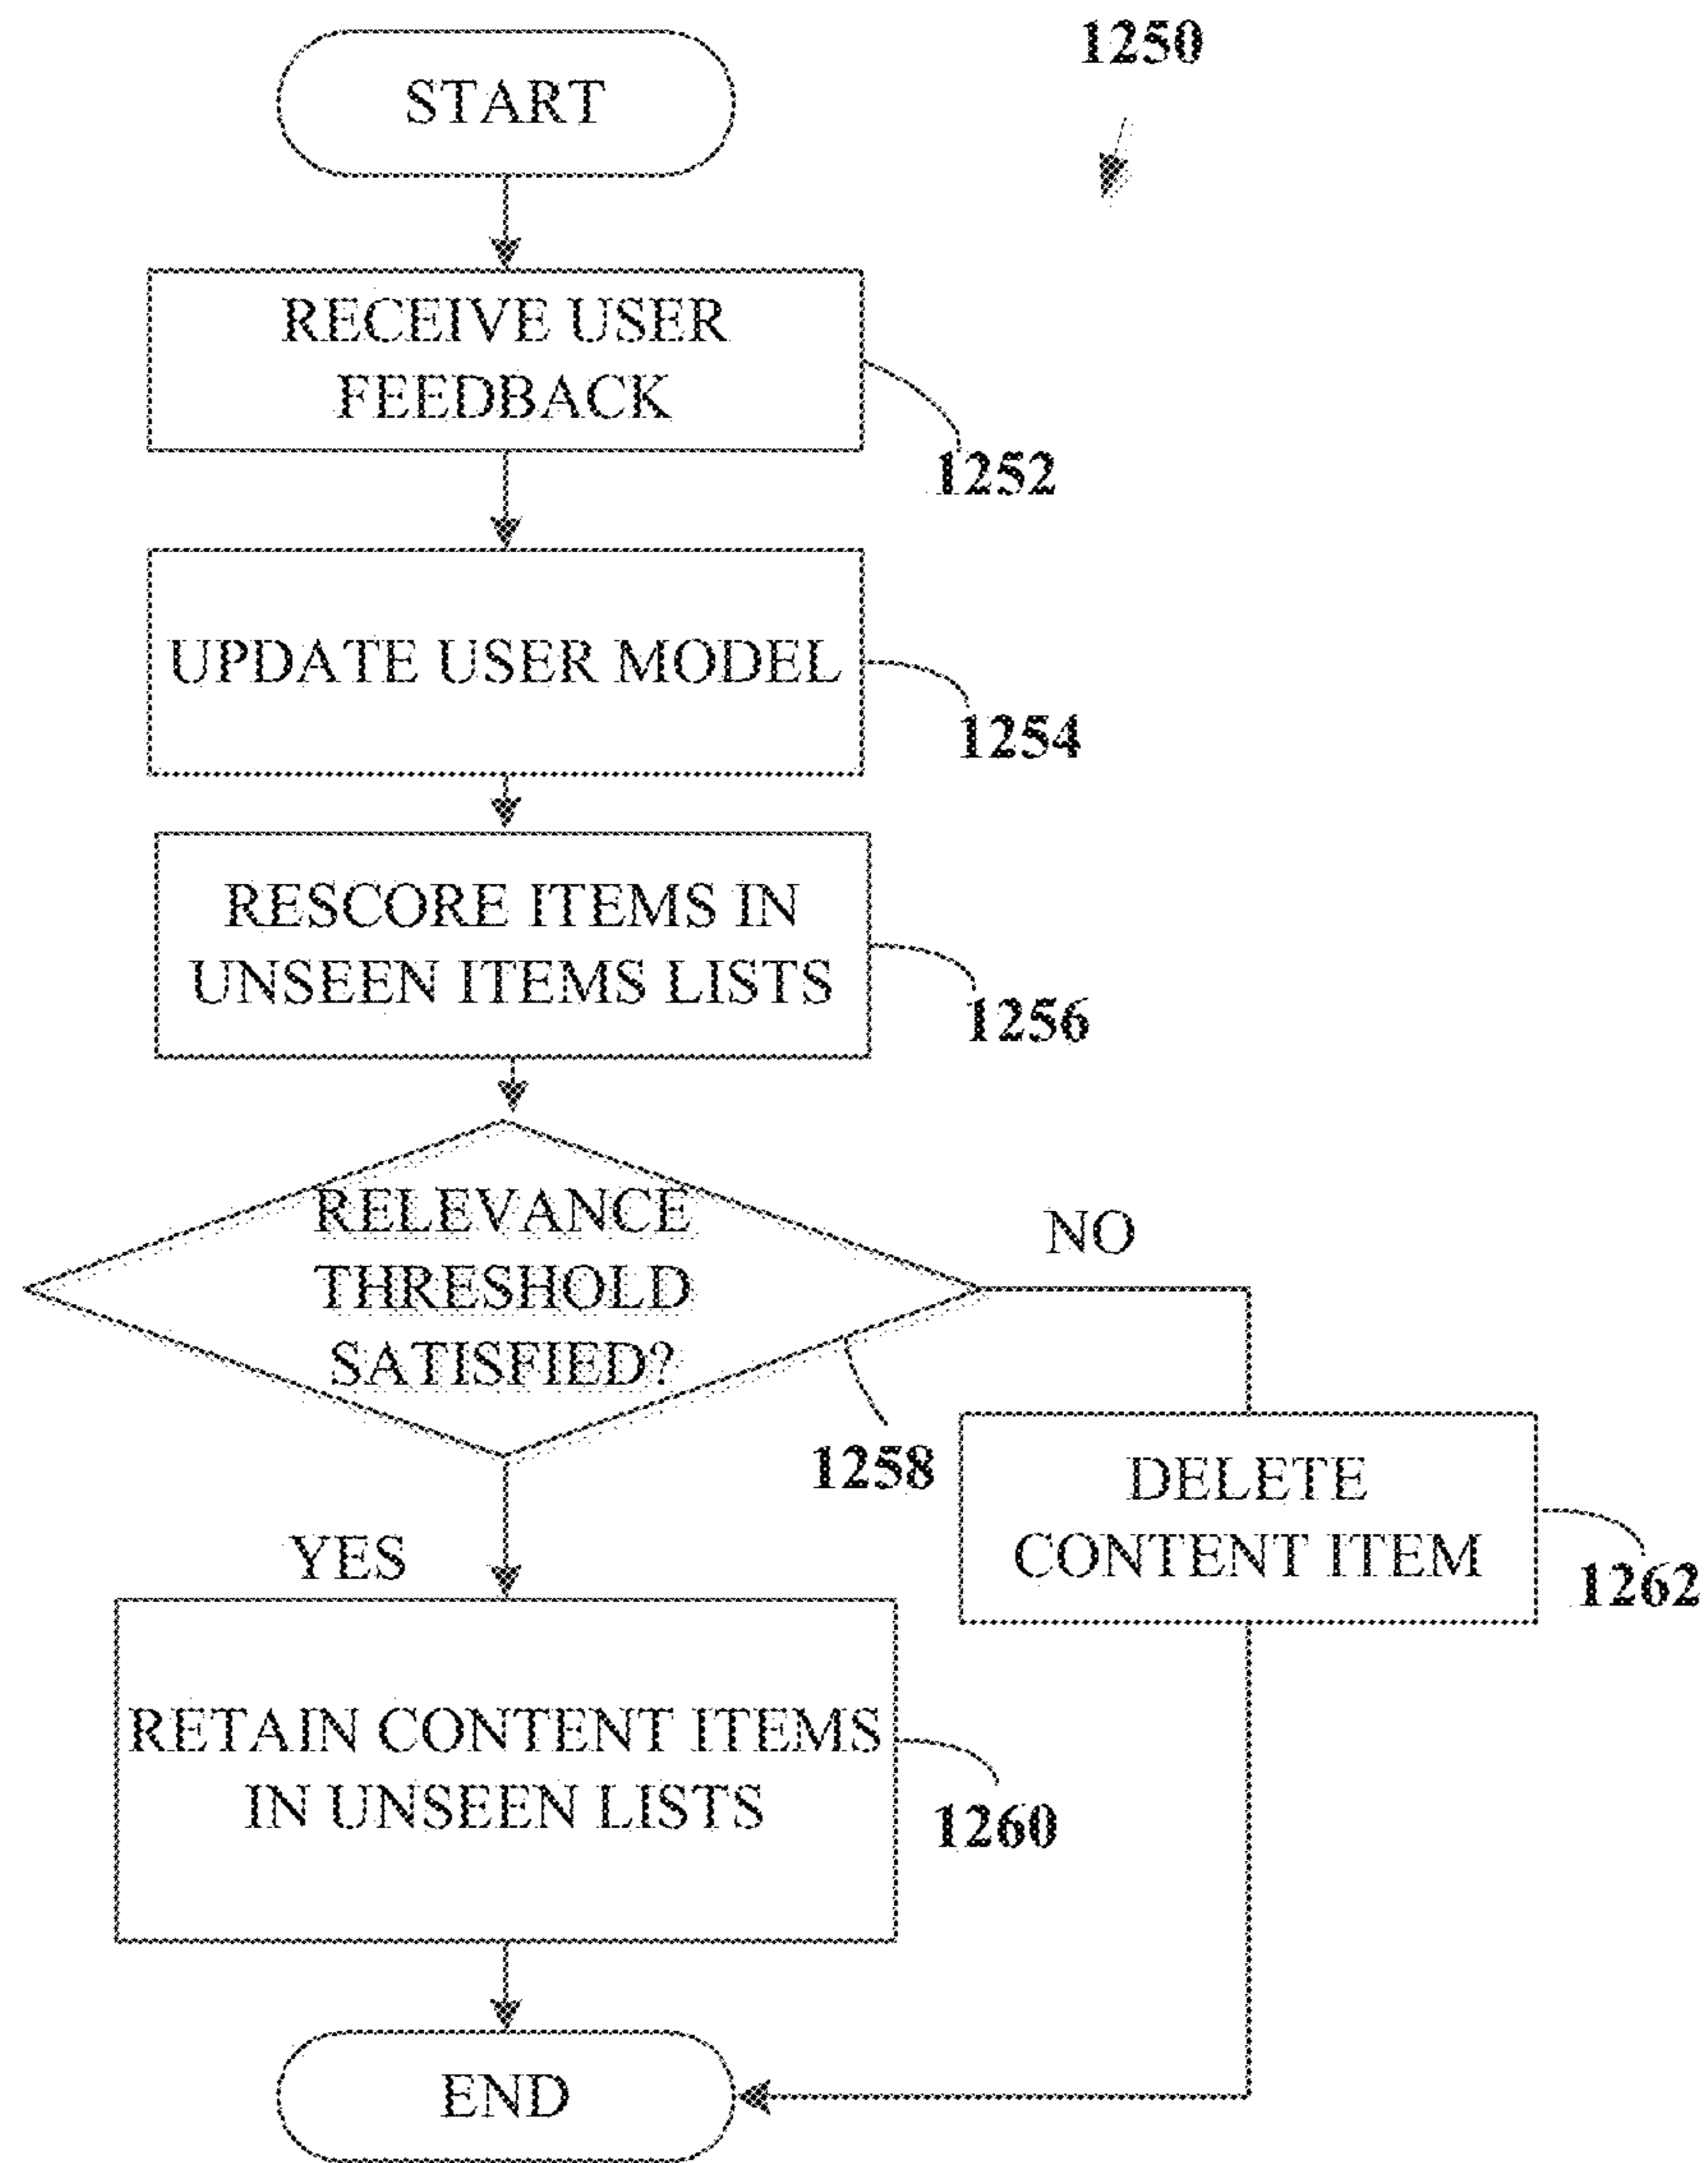 1250
START
RECEIVE USER
FEEDBACK
1252
UPDATE USER MODEL
1254
RESCORE ITEMS IN
UNSEEN ITEMS LISTS
1256
RELEVANCE
THRESHOLD
SATISFIED?
1258
NO
DELETE
CONTENT ITEM
1262
YES
RETAIN CONTENT ITEMS
IN UNSEEN LISTS
1260
END